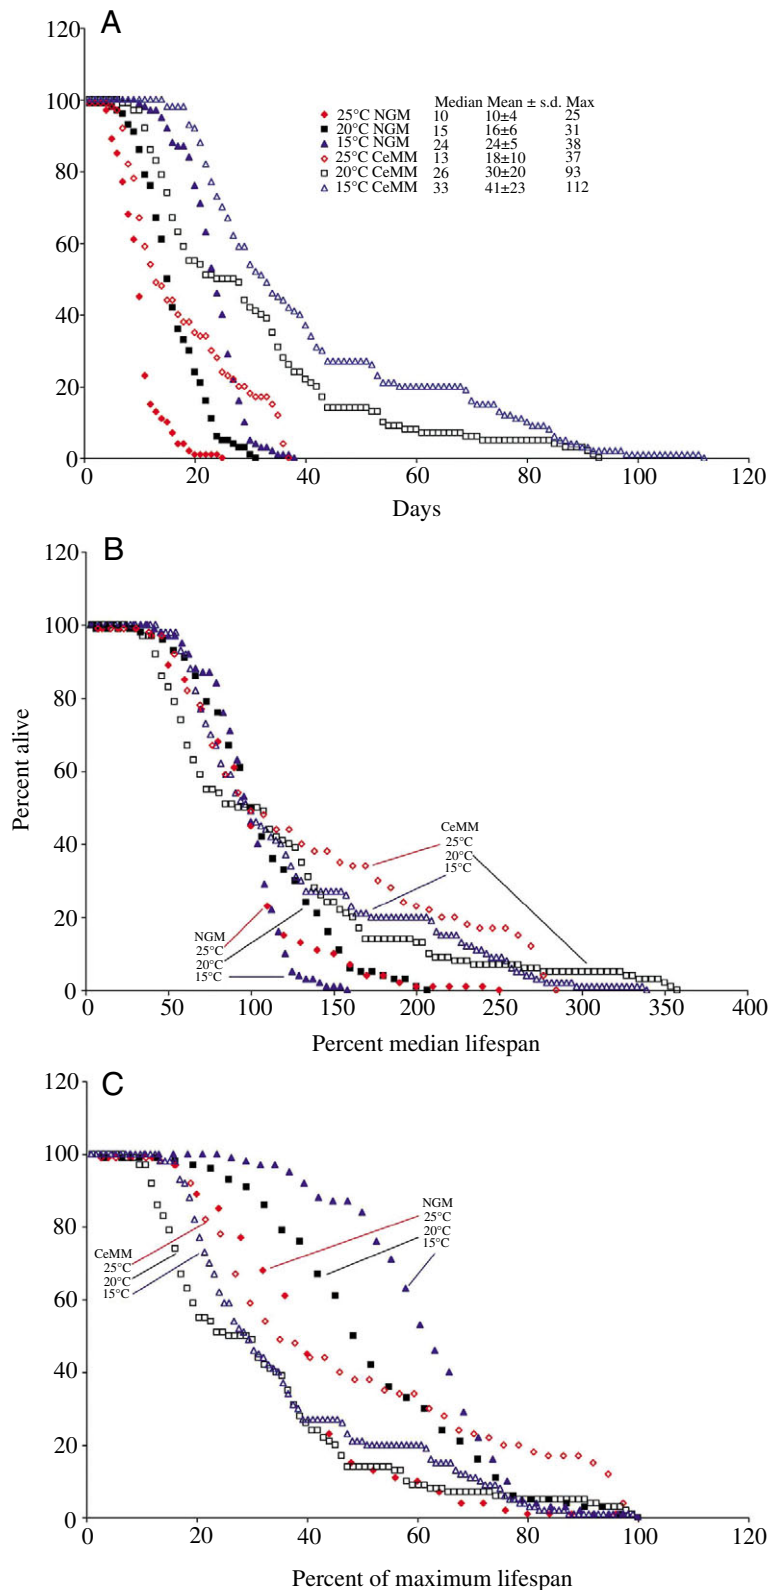 A
120
100
80
60
40
20
0
Median Mean ± s.d. Max
25°C NGM 10 10±4 25
20°C NGM 15 16±6 31
15°C NGM 24 24±5 38
25°C CeMM 13 18±10 37
20°C CeMM 26 30±20 93
15°C CeMM 33 41±23 112
0 20 40 60 80 100 120
Days
B
120
100
80
60
40
20
0
Percent alive
CeMM
25°C
20°C
15°C
NGM
25°C
20°C
15°C
0 50 100 150 200 250 300 350 400
Percent median lifespan
C
120
100
80
60
40
20
0
NGM
25°C
20°C
15°C
CeMM
25°C
20°C
15°C
0 20 40 60 80 100 120
Percent of maximum lifespan